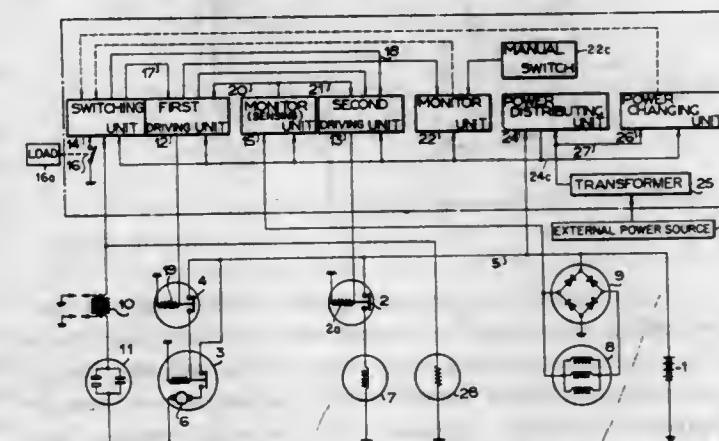 MANUAL SWITCH
22c
17
18
20
21
SWITCHING UNIT
FIRST DRIVING UNIT
MONITOR (SENSING) UNIT
SECOND DRIVING UNIT
MONITOR UNIT
POWER DISTRIBUTING UNIT
POWER CHANGING UNIT
14
12
15
13
22
24
26
27
LOAD
16
16a
24c
TRANSFORMER
25
EXTERNAL POWER SOURCE
5
19
4
2
9
10
2a
3
8
11
6
7
28
1